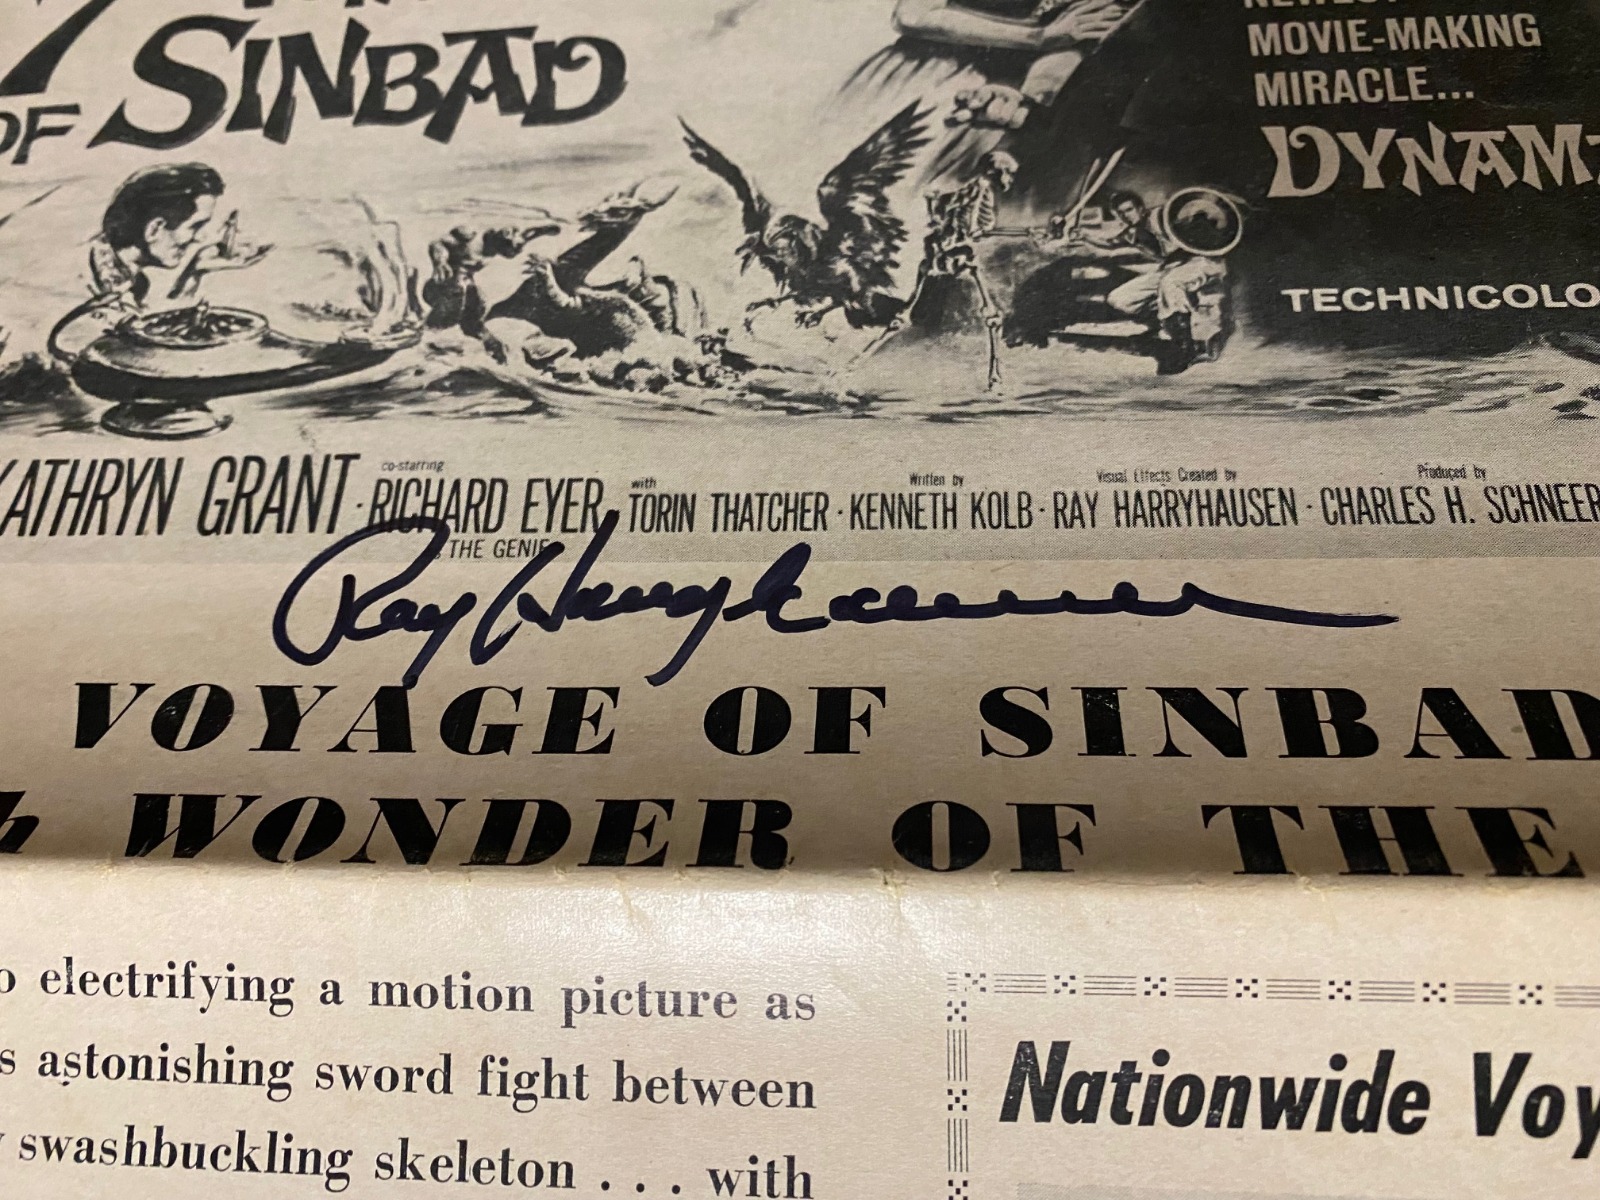 SINBAD
OF
MOVIE-MAKING
MIRACLE...
DYNAM
TECHNICOLO
KATHRYN GRANT · co-starring RICHARD EYER with TORIN THATCHER · Written by KENNETH KOLB · Visual Effects Created by RAY HARRYHAUSEN · Produced by CHARLES H. SCHNEER
THE GENIE
Ray Harryhausen
VOYAGE OF SINBAD
WONDER OF THE
electrifying a motion picture as
astonishing sword fight between
swashbuckling skeleton . . . with
Nationwide Voy